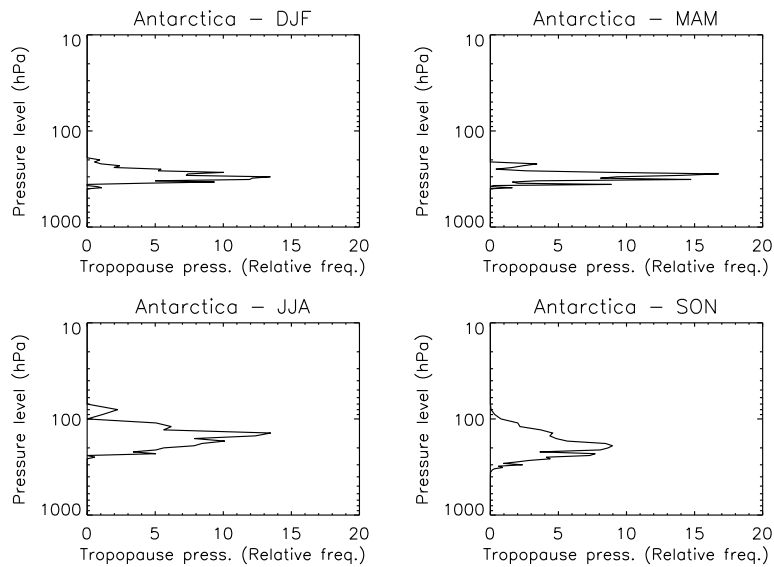 Antarctica – DJF
10
100
1000
Pressure level (hPa)
0 5 10 15 20
Tropopause press. (Relative freq.)
Antarctica – MAM
10
100
1000
Pressure level (hPa)
0 5 10 15 20
Tropopause press. (Relative freq.)
Antarctica – JJA
10
100
1000
Pressure level (hPa)
0 5 10 15 20
Tropopause press. (Relative freq.)
Antarctica – SON
10
100
1000
Pressure level (hPa)
0 5 10 15 20
Tropopause press. (Relative freq.)